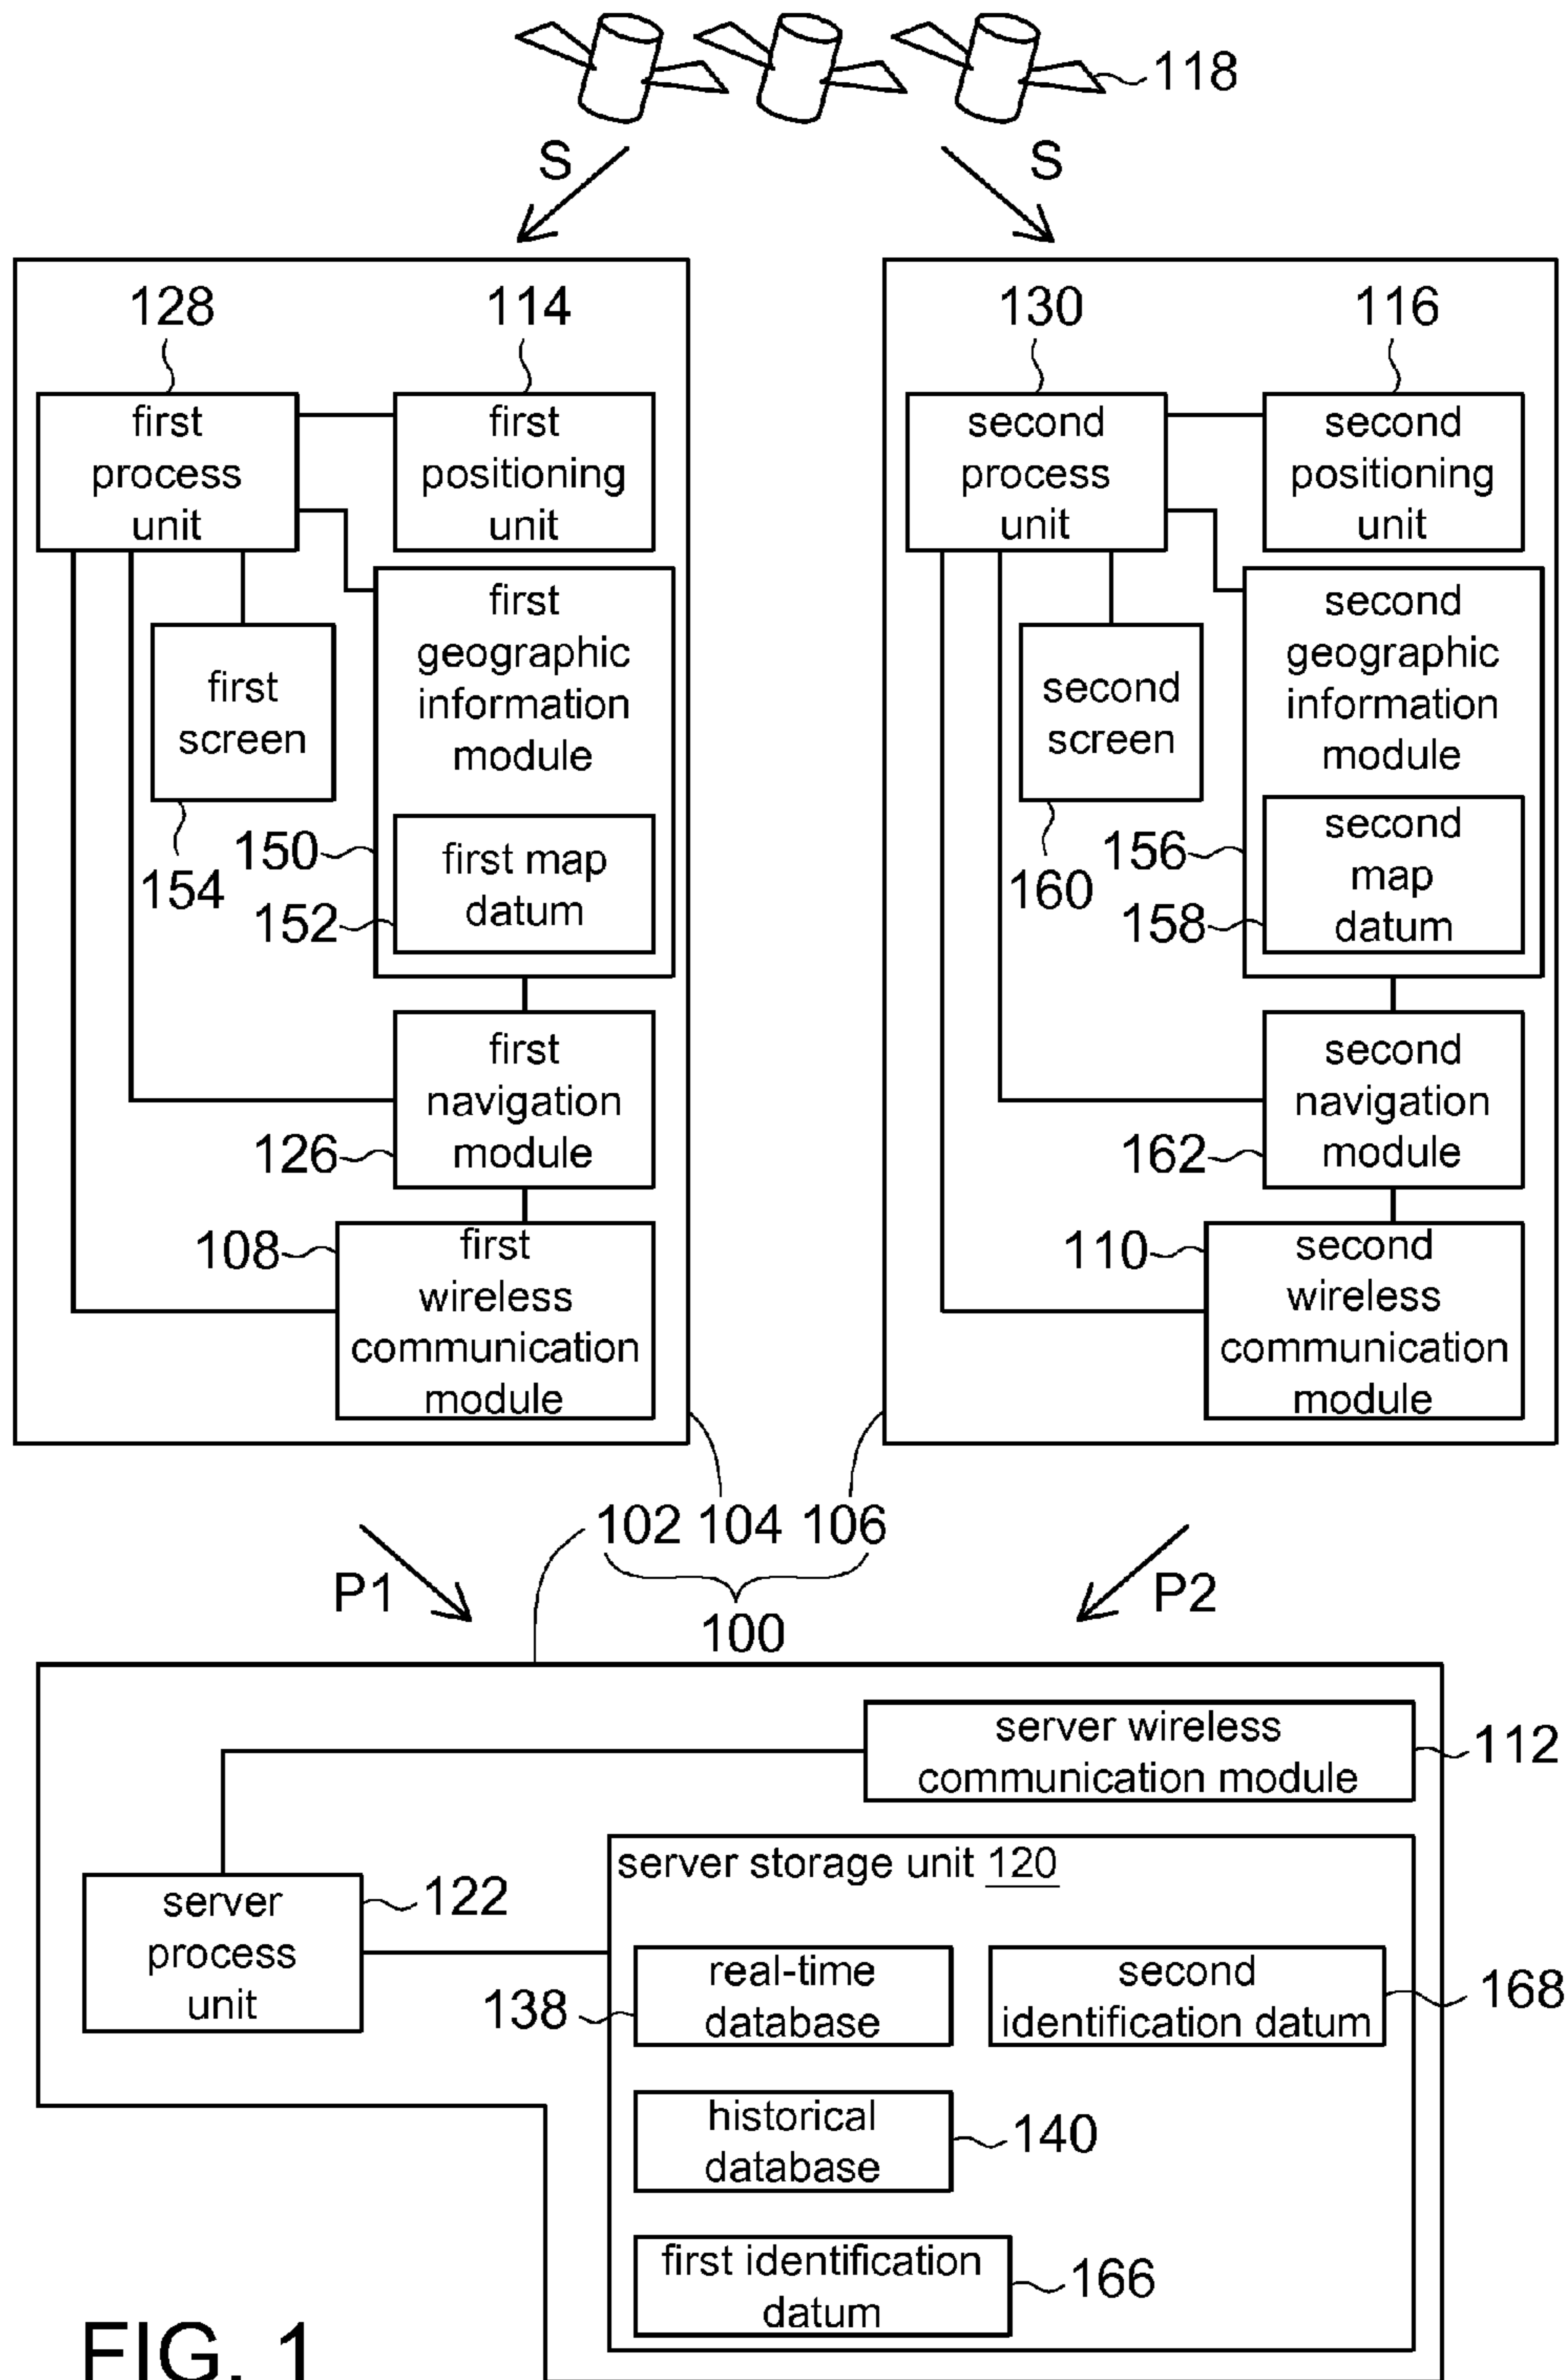 118
S
S
128
114
first
process
unit
first
positioning
unit
first
screen
154
first
geographic
information
module
150
first map
datum
152
first
navigation
module
126
108
first
wireless
communication
module
130
116
second
process
unit
second
positioning
unit
second
screen
160
second
geographic
information
module
156
second
map
datum
158
second
navigation
module
162
110
second
wireless
communication
module
102 104 106
100
P1
P2
server wireless
communication module
112
server
process
unit
122
server storage unit 120
real-time
database
138
second
identification datum
168
historical
database
140
first identification
datum
166
FIG. 1